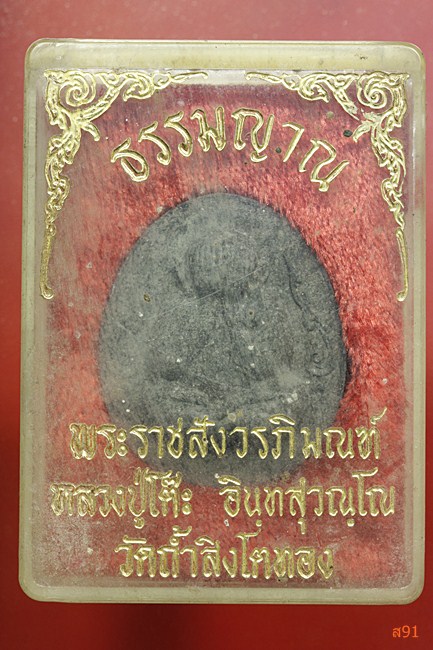 ธรรมญาณ
พระราชสังวรภิมณฑ์
หลวงปู่โต๊ะ อินฺทสุวณฺโณ
วัดถ้ำสิงโตทอง
ส91